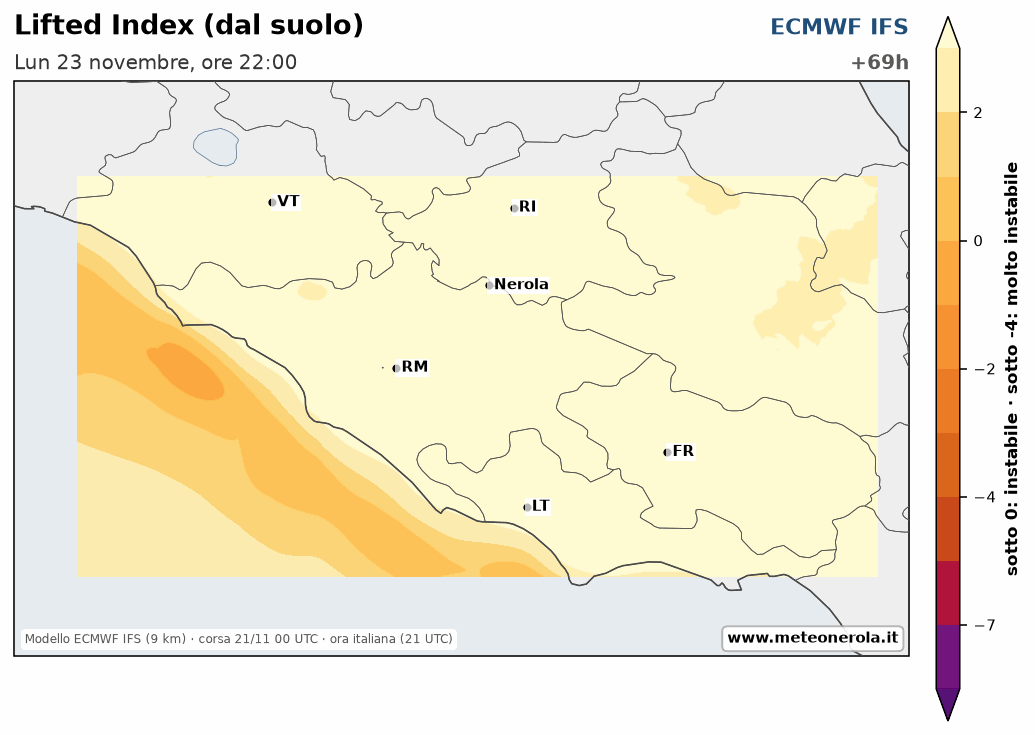 Lifted Index (dal suolo)
ECMWF IFS
Lun 23 novembre, ore 22:00
+69h
VT
RI
Nerola
RM
FR
LT
2
0
−2
−4
−7
sotto 0: instabile · sotto -4: molto instabile
Modello ECMWF IFS (9 km) · corsa 21/11 00 UTC · ora italiana (21 UTC)
www.meteonerola.it